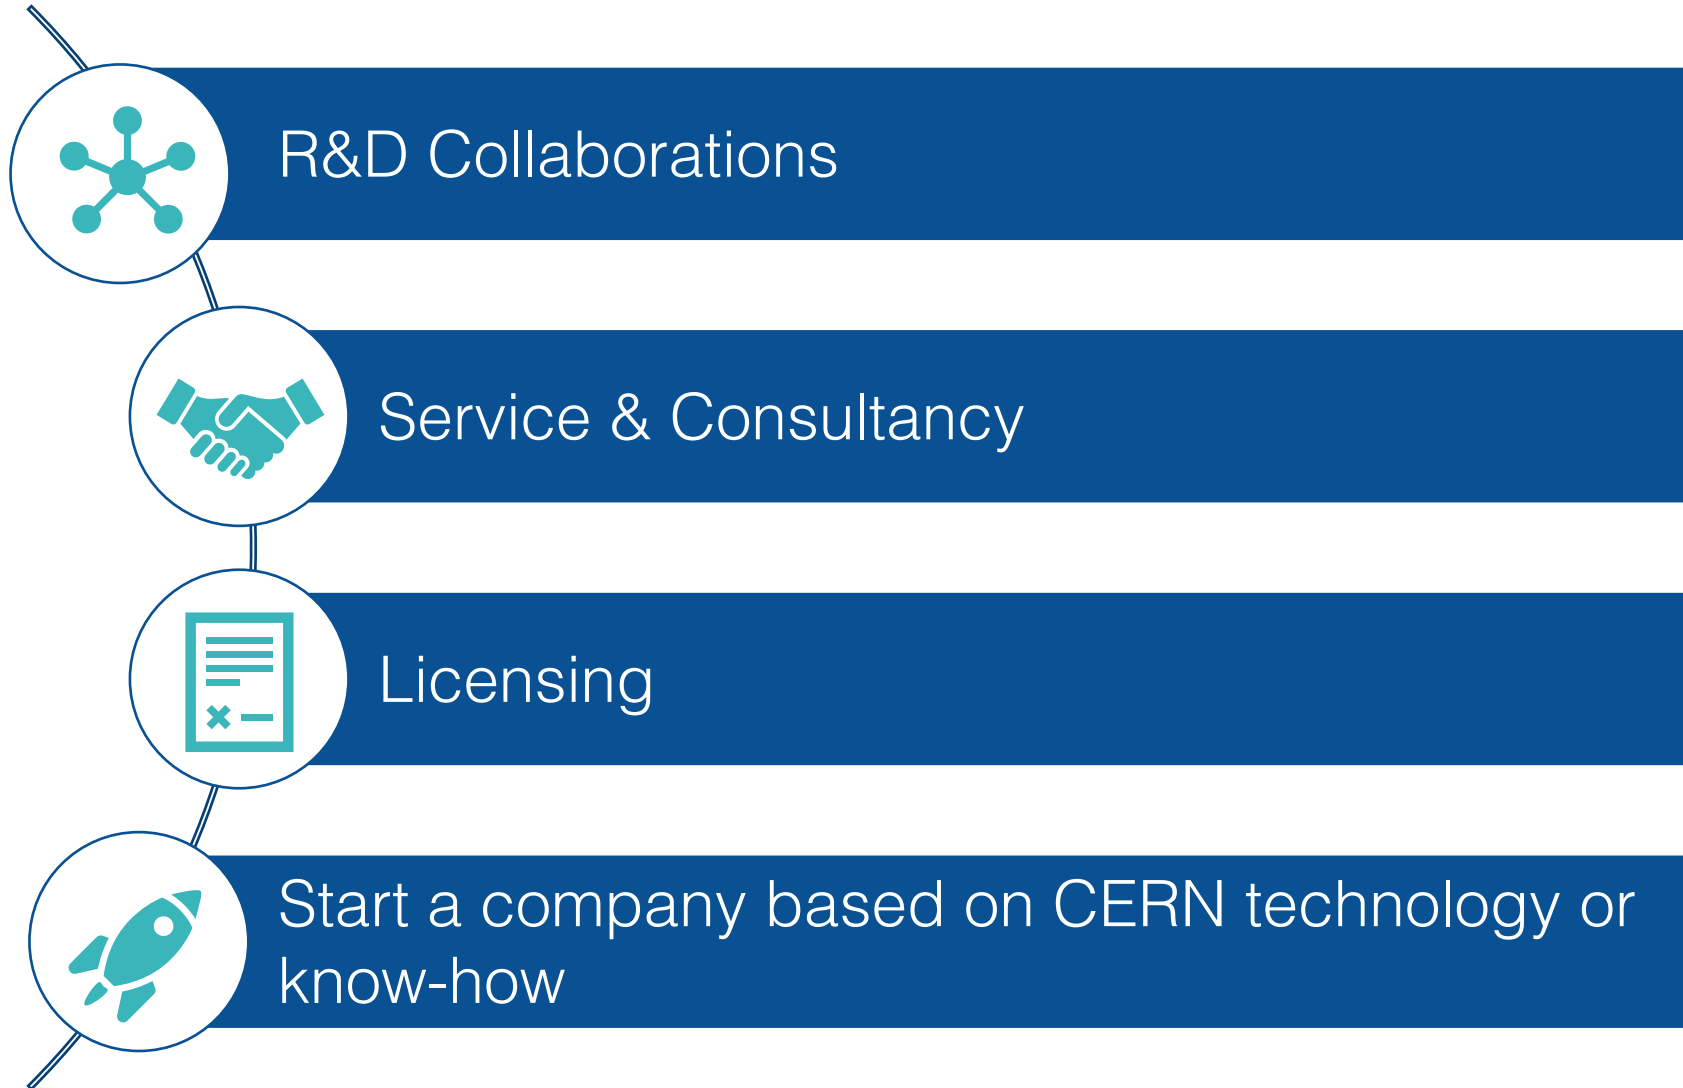 R&D Collaborations
Service & Consultancy
Licensing
Start a company based on CERN technology or
know-how